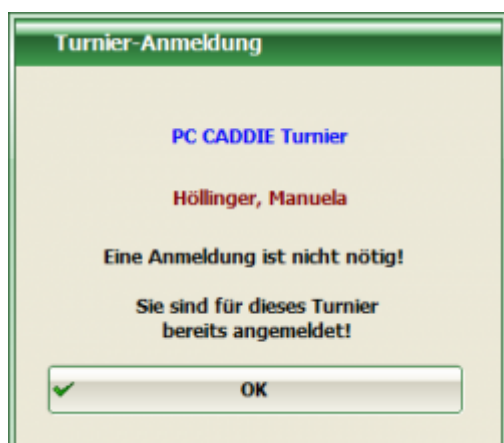 Turnier-Anmeldung
PC CADDIE Turnier
Höllinger, Manuela
Eine Anmeldung ist nicht nötig!
Sie sind für dieses Turnier
bereits angemeldet!
OK